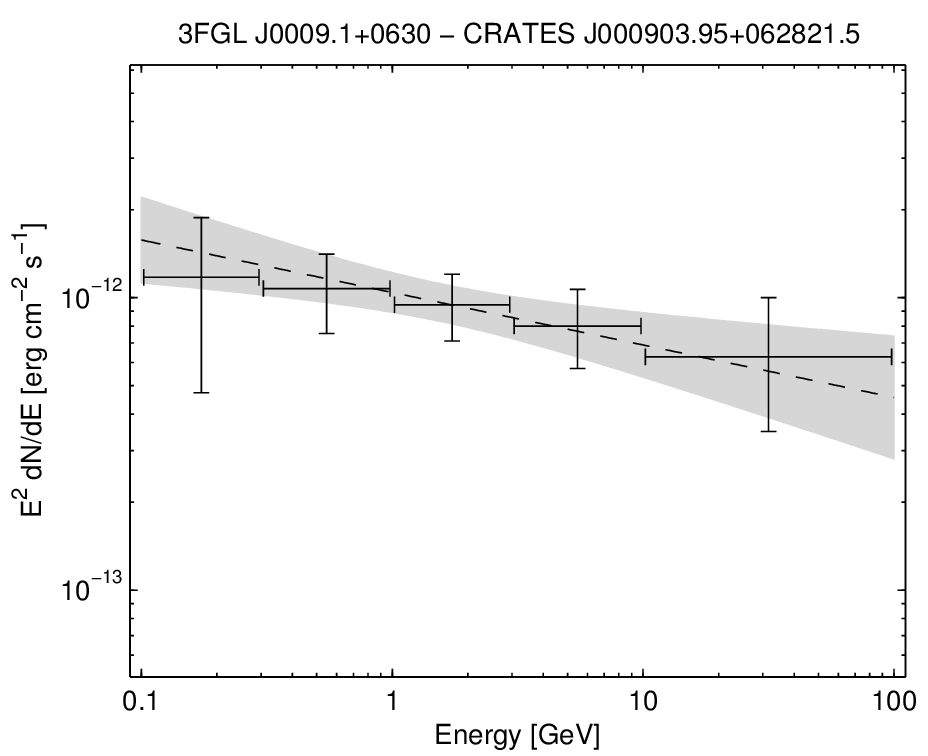 3FGL J0009.1+0630 − CRATES J000903.95+062821.5
E² dN/dE [erg cm⁻² s⁻¹]
10⁻¹²
10⁻¹³
0.1 1 10 100
Energy [GeV]